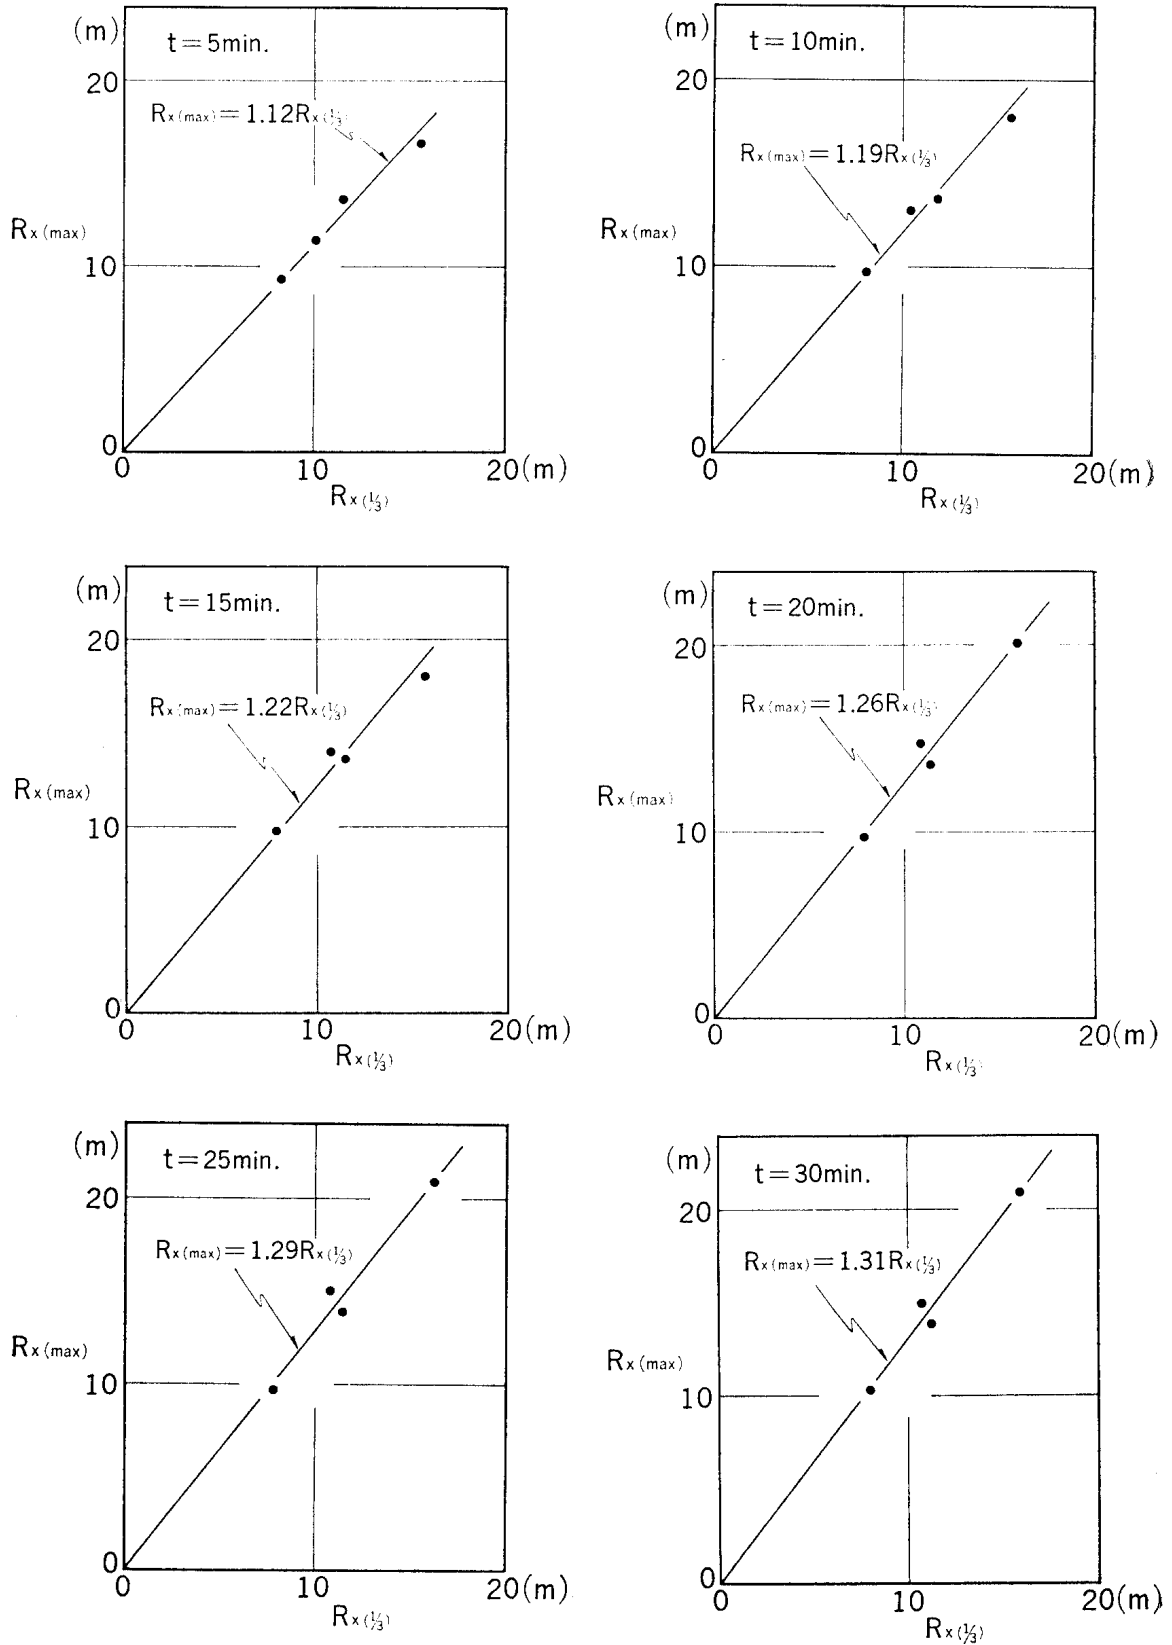 (m)
t=5min.
20
Rx(max)=1.12Rx(⅓)
Rx(max)
10
0
0 10 20(m)
Rx(⅓)
(m)
t=10min.
20
Rx(max)=1.19Rx(⅓)
Rx(max)
10
0
0 10 20(m)
Rx(⅓)
(m)
t=15min.
20
Rx(max)=1.22Rx(⅓)
Rx(max)
10
0
0 10 20(m)
Rx(⅓)
(m)
t=20min.
20
Rx(max)=1.26Rx(⅓)
Rx(max)
10
0
0 10 20(m)
Rx(⅓)
(m)
t=25min.
20
Rx(max)=1.29Rx(⅓)
Rx(max)
10
0
0 10 20(m)
Rx(⅓)
(m)
t=30min.
20
Rx(max)=1.31Rx(⅓)
Rx(max)
10
0
0 10 20(m)
Rx(⅓)